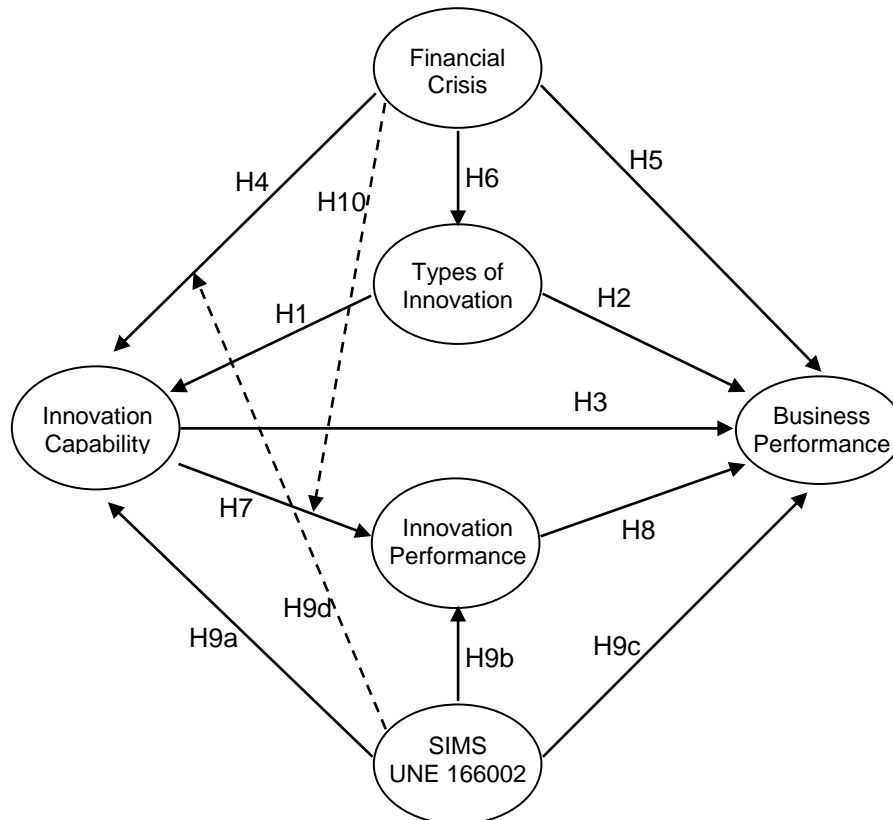 Financial
Crisis
H4
H10
H6
H5
Types of
Innovation
H1
H2
Innovation
Capability
H3
Business
Performance
H7
Innovation
Performance
H8
H9a
H9d
H9b
H9c
SIMS
UNE 166002